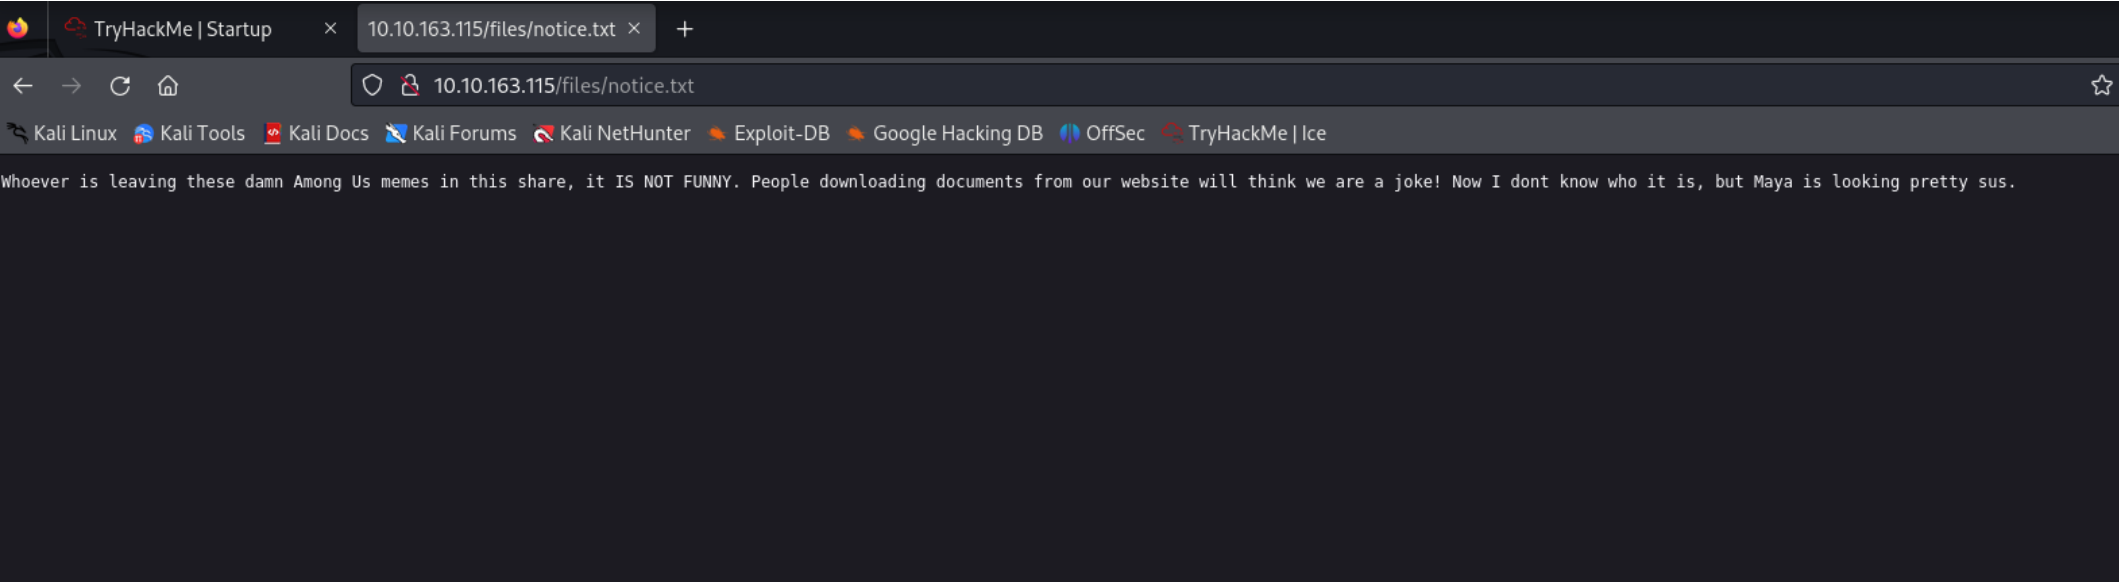 TryHackMe | Startup
10.10.163.115/files/notice.txt
10.10.163.115/files/notice.txt
Kali Linux Kali Tools Kali Docs Kali Forums Kali NetHunter Exploit-DB Google Hacking DB OffSec TryHackMe | Ice
Whoever is leaving these damn Among Us memes in this share, it IS NOT FUNNY. People downloading documents from our website will think we are a joke! Now I dont know who it is, but Maya is looking pretty sus.